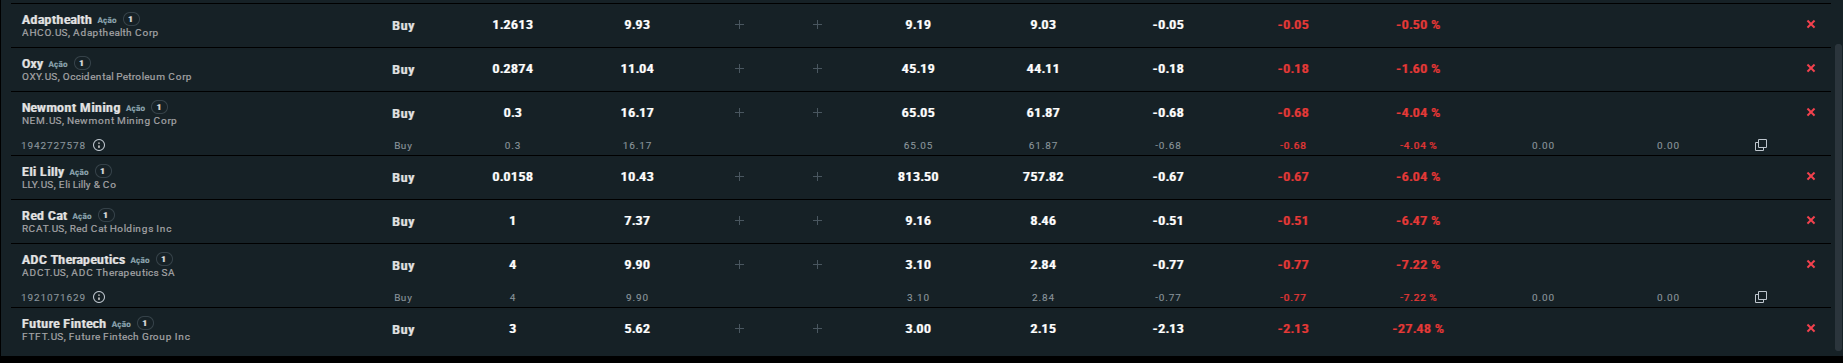 Adapthealth Ação 1 Buy 1.2613 9.93 + + 9.19 9.03 -0.05 -0.05 -0.50 % ×
AHCO.US, Adapthealth Corp
Oxy Ação 1 Buy 0.2874 11.04 + + 45.19 44.11 -0.18 -0.18 -1.60 % ×
OXY.US, Occidental Petroleum Corp
Newmont Mining Ação 1 Buy 0.3 16.17 + + 65.05 61.87 -0.68 -0.68 -4.04 % ×
NEM.US, Newmont Mining Corp
1942727578 Buy 0.3 16.17 65.05 61.87 -0.68 -0.68 -4.04 % 0.00 0.00
Eli Lilly Ação 1 Buy 0.0158 10.43 + + 813.50 757.82 -0.67 -0.67 -6.04 % ×
LLY.US, Eli Lilly & Co
Red Cat Ação 1 Buy 1 7.37 + + 9.16 8.46 -0.51 -0.51 -6.47 % ×
RCAT.US, Red Cat Holdings Inc
ADC Therapeutics Ação 1 Buy 4 9.90 + + 3.10 2.84 -0.77 -0.77 -7.22 % ×
ADCT.US, ADC Therapeutics SA
1921071629 Buy 4 9.90 3.10 2.84 -0.77 -0.77 -7.22 % 0.00 0.00
Future Fintech Ação 1 Buy 3 5.62 + + 3.00 2.15 -2.13 -2.13 -27.48 % ×
FTFT.US, Future Fintech Group Inc